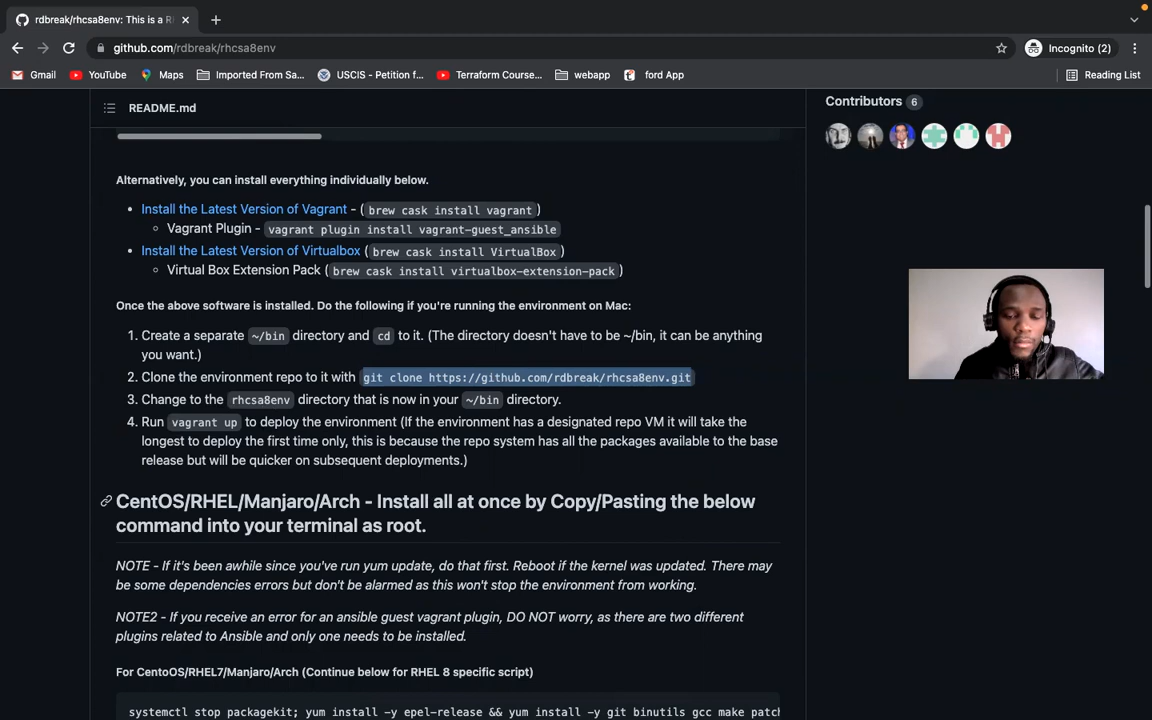 rdbreak/rhcsa8env: This is a R
github.com/rdbreak/rhcsa8env
Incognito (2)
Gmail
YouTube
Maps
Imported From Sa...
USCIS - Petition f...
Terraform Course...
webapp
ford App
Reading List
README.md
Contributors 6
Alternatively, you can install everything individually below.
• Install the Latest Version of Vagrant - ( brew cask install vagrant )
◦ Vagrant Plugin - vagrant plugin install vagrant-guest_ansible
• Install the Latest Version of Virtualbox ( brew cask install VirtualBox )
◦ Virtual Box Extension Pack ( brew cask install virtualbox-extension-pack )
Once the above software is installed. Do the following if you're running the environment on Mac:
1. Create a separate ~/bin directory and cd to it. (The directory doesn't have to be ~/bin, it can be anything
you want.)
2. Clone the environment repo to it with git clone https://github.com/rdbreak/rhcsa8env.git
3. Change to the rhcsa8env directory that is now in your ~/bin directory.
4. Run vagrant up to deploy the environment (If the environment has a designated repo VM it will take the
longest to deploy the first time only, this is because the repo system has all the packages available to the base
release but will be quicker on subsequent deployments.)
CentOS/RHEL/Manjaro/Arch - Install all at once by Copy/Pasting the below
command into your terminal as root.
NOTE - If it's been awhile since you've run yum update, do that first. Reboot if the kernel was updated. There may
be some dependencies errors but don't be alarmed as this won't stop the environment from working.
NOTE2 - If you receive an error for an ansible guest vagrant plugin, DO NOT worry, as there are two different
plugins related to Ansible and only one needs to be installed.
For CentOS/RHEL7/Manjaro/Arch (Continue below for RHEL 8 specific script)
systemctl stop packagekit; yum install -y epel-release && yum install -y git binutils gcc make patch